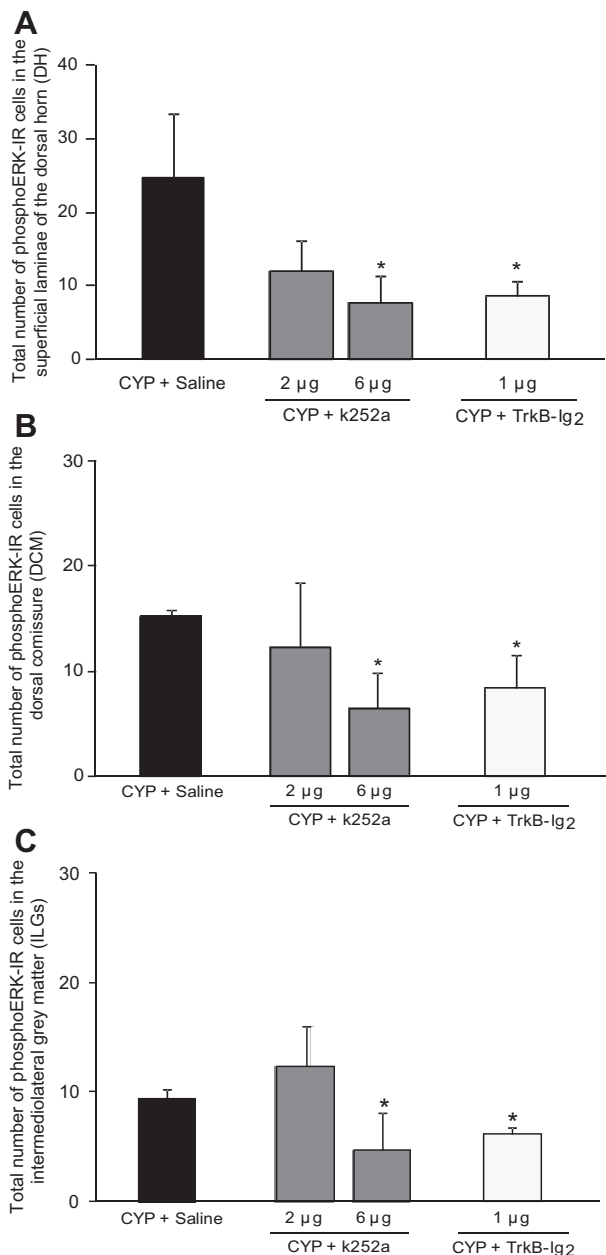 A
Total number of phosphoERK-IR cells in the
superficial laminae of the dorsal horn (DH)
40
30
20
10
0
*
*
CYP + Saline
2 µg
6 µg
1 µg
CYP + k252a
CYP + TrkB-Ig2
B
Total number of phosphoERK-IR cells in the
dorsal comissure (DCM)
30
20
10
0
*
*
CYP + Saline
2 µg
6 µg
1 µg
CYP + k252a
CYP + TrkB-Ig2
C
Total number of phosphoERK-IR cells in the
intermediolateral grey matter (ILGs)
30
20
10
0
*
*
CYP + Saline
2 µg
6 µg
1 µg
CYP + k252a
CYP + TrkB-Ig2